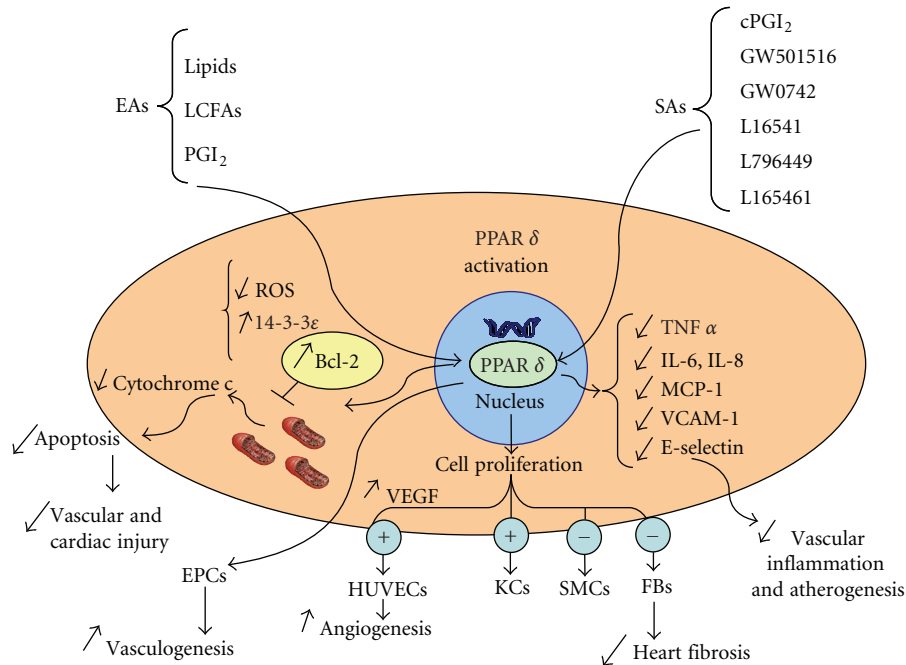 EAs
Lipids
LCFAs
PGI₂
SAs
cPGI₂
GW501516
GW0742
L16541
L796449
L165461
PPAR δ
activation
ROS
14-3-3ε
Bcl-2
Cytochrome c
Apoptosis
Vascular and
cardiac injury
PPAR δ
Nucleus
TNF α
IL-6, IL-8
MCP-1
VCAM-1
E-selectin
Vascular
inflammation
and atherogenesis
Cell proliferation
VEGF
+
+
−
−
EPCs
HUVECs
KCs
SMCs
FBs
Vasculogenesis
Angiogenesis
Heart fibrosis